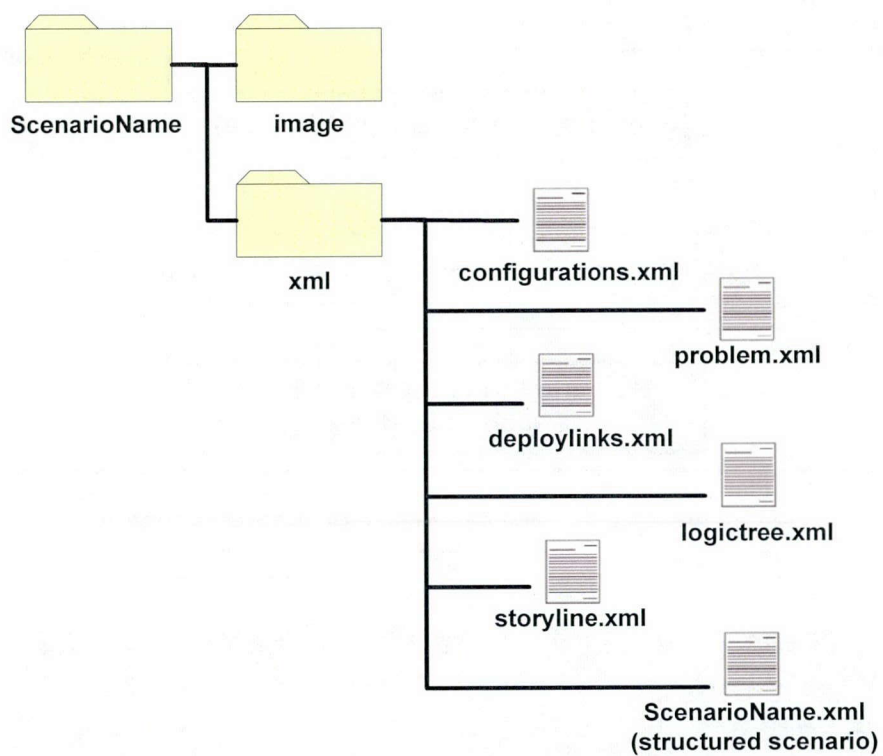 ScenarioName
image
xml
configurations.xml
problem.xml
deploylinks.xml
logictree.xml
storyline.xml
ScenarioName.xml
(structured scenario)